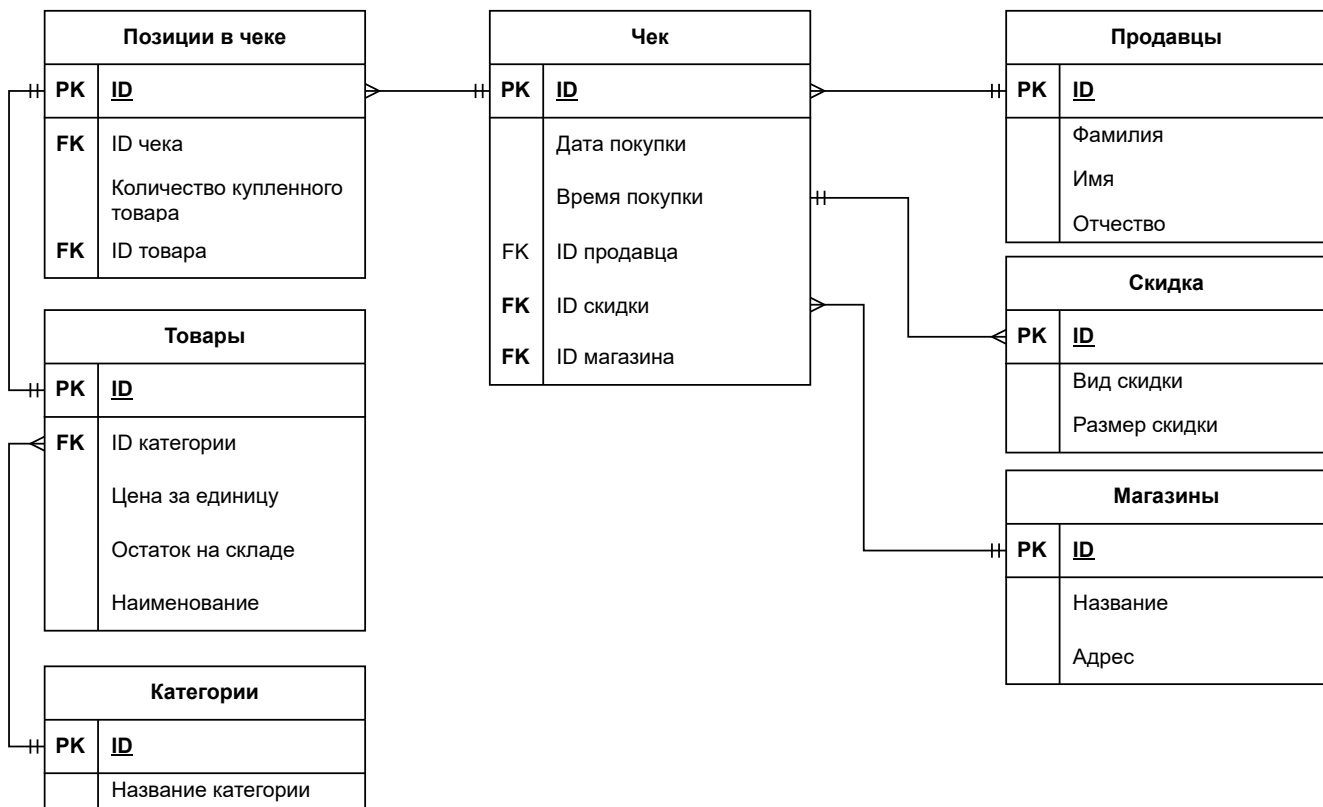 Позиции в чеке
PK ID
FK ID чека
Количество купленного
товара
FK ID товара
Товары
PK ID
FK ID категории
Цена за единицу
Остаток на складе
Наименование
Категории
PK ID
Название категории
Чек
PK ID
Дата покупки
Время покупки
FK ID продавца
FK ID скидки
FK ID магазина
Продавцы
PK ID
Фамилия
Имя
Отчество
Скидка
PK ID
Вид скидки
Размер скидки
Магазины
PK ID
Название
Адрес